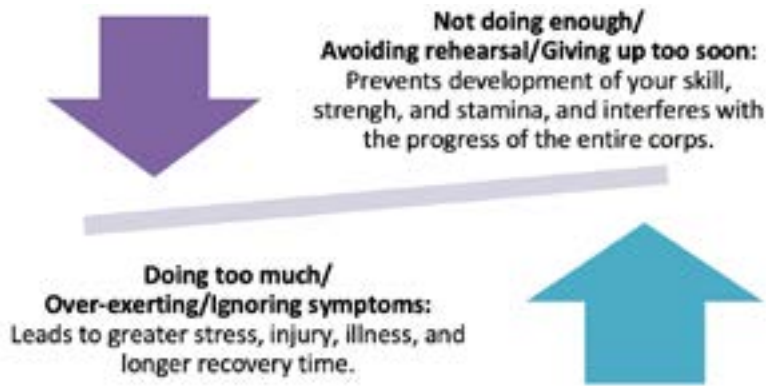 Not doing enough/
Avoiding rehearsal/Giving up too soon:
Prevents development of your skill,
strengh, and stamina, and interferes with
the progress of the entire corps.
Doing too much/
Over-exerting/Ignoring symptoms:
Leads to greater stress, injury, illness, and
longer recovery time.